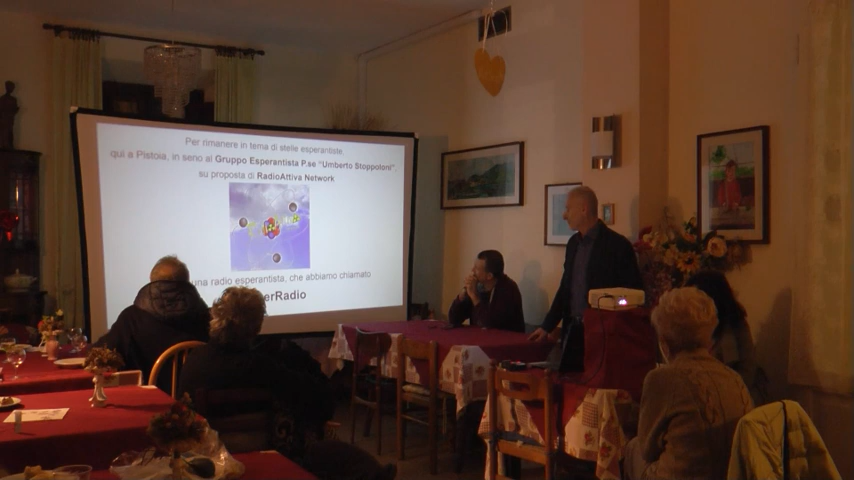 Per rimanere in tema di stelle esperantiste,
qui a Pistoia, in seno al Gruppo Esperantista P.se "Umberto Stoppoloni",
su proposta di RadioAttiva Network
una radio esperantista, che abbiamo chiamato
erRadio